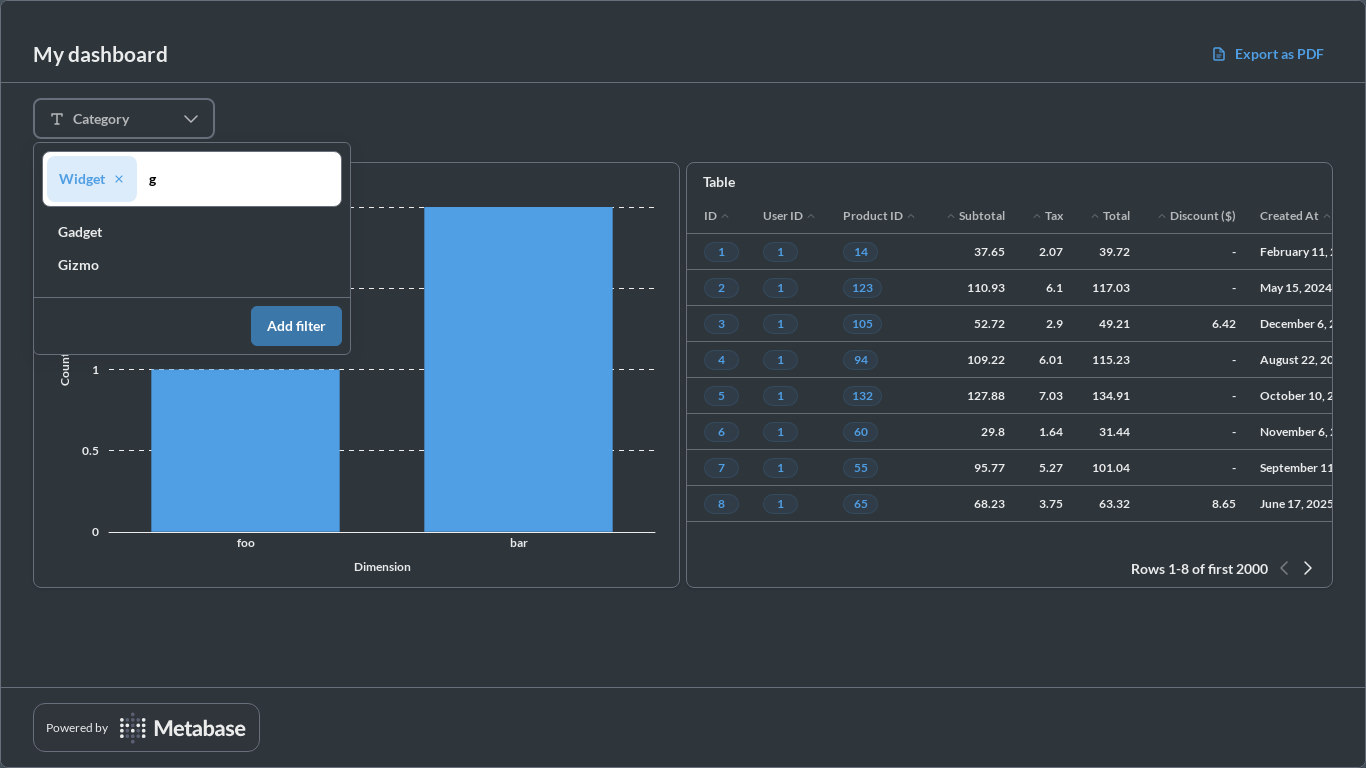 My dashboard
Export as PDF
Category
Widget
g
Gadget
Gizmo
Add filter
Count
1
0.5
0
foo
bar
Dimension
Table
ID User ID Product ID Subtotal Tax Total Discount ($) Created At
1 1 14 37.65 2.07 39.72 - February 11,
2 1 123 110.93 6.1 117.03 - May 15, 2024
3 1 105 52.72 2.9 49.21 6.42 December 6,
4 1 94 109.22 6.01 115.23 - August 22, 20
5 1 132 127.88 7.03 134.91 - October 10, 2
6 1 60 29.8 1.64 31.44 - November 6,
7 1 55 95.77 5.27 101.04 - September 11
8 1 65 68.23 3.75 63.32 8.65 June 17, 2025
Rows 1-8 of first 2000
Powered by Metabase